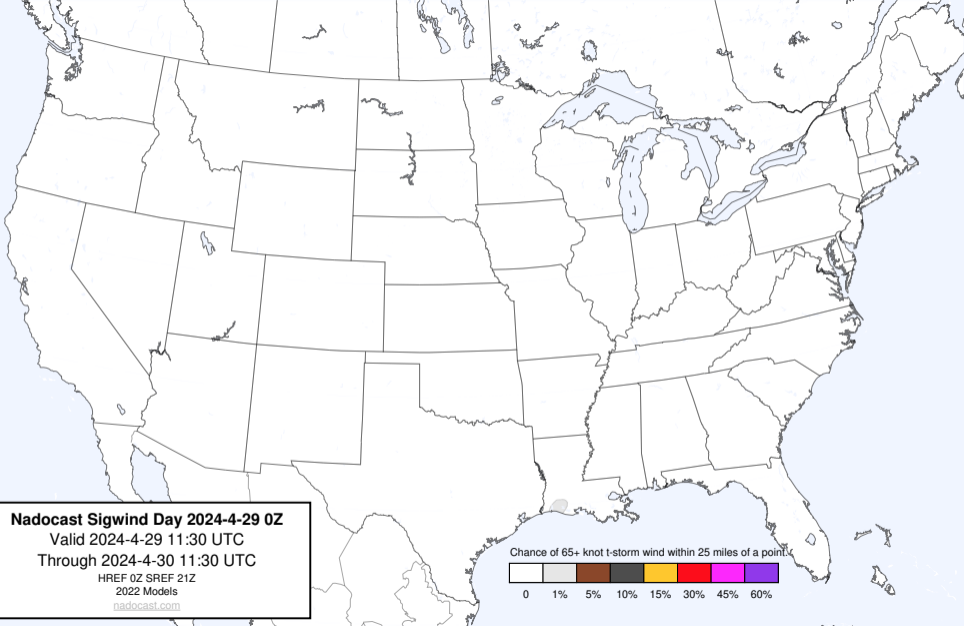 Nadocast Sigwind Day 2024-4-29 0Z
Valid 2024-4-29 11:30 UTC
Through 2024-4-30 11:30 UTC
HREF 0Z SREF 21Z
2022 Models
nadocast.com
Chance of 65+ knot t-storm wind within 25 miles of a point.
0 1% 5% 10% 15% 30% 45% 60%